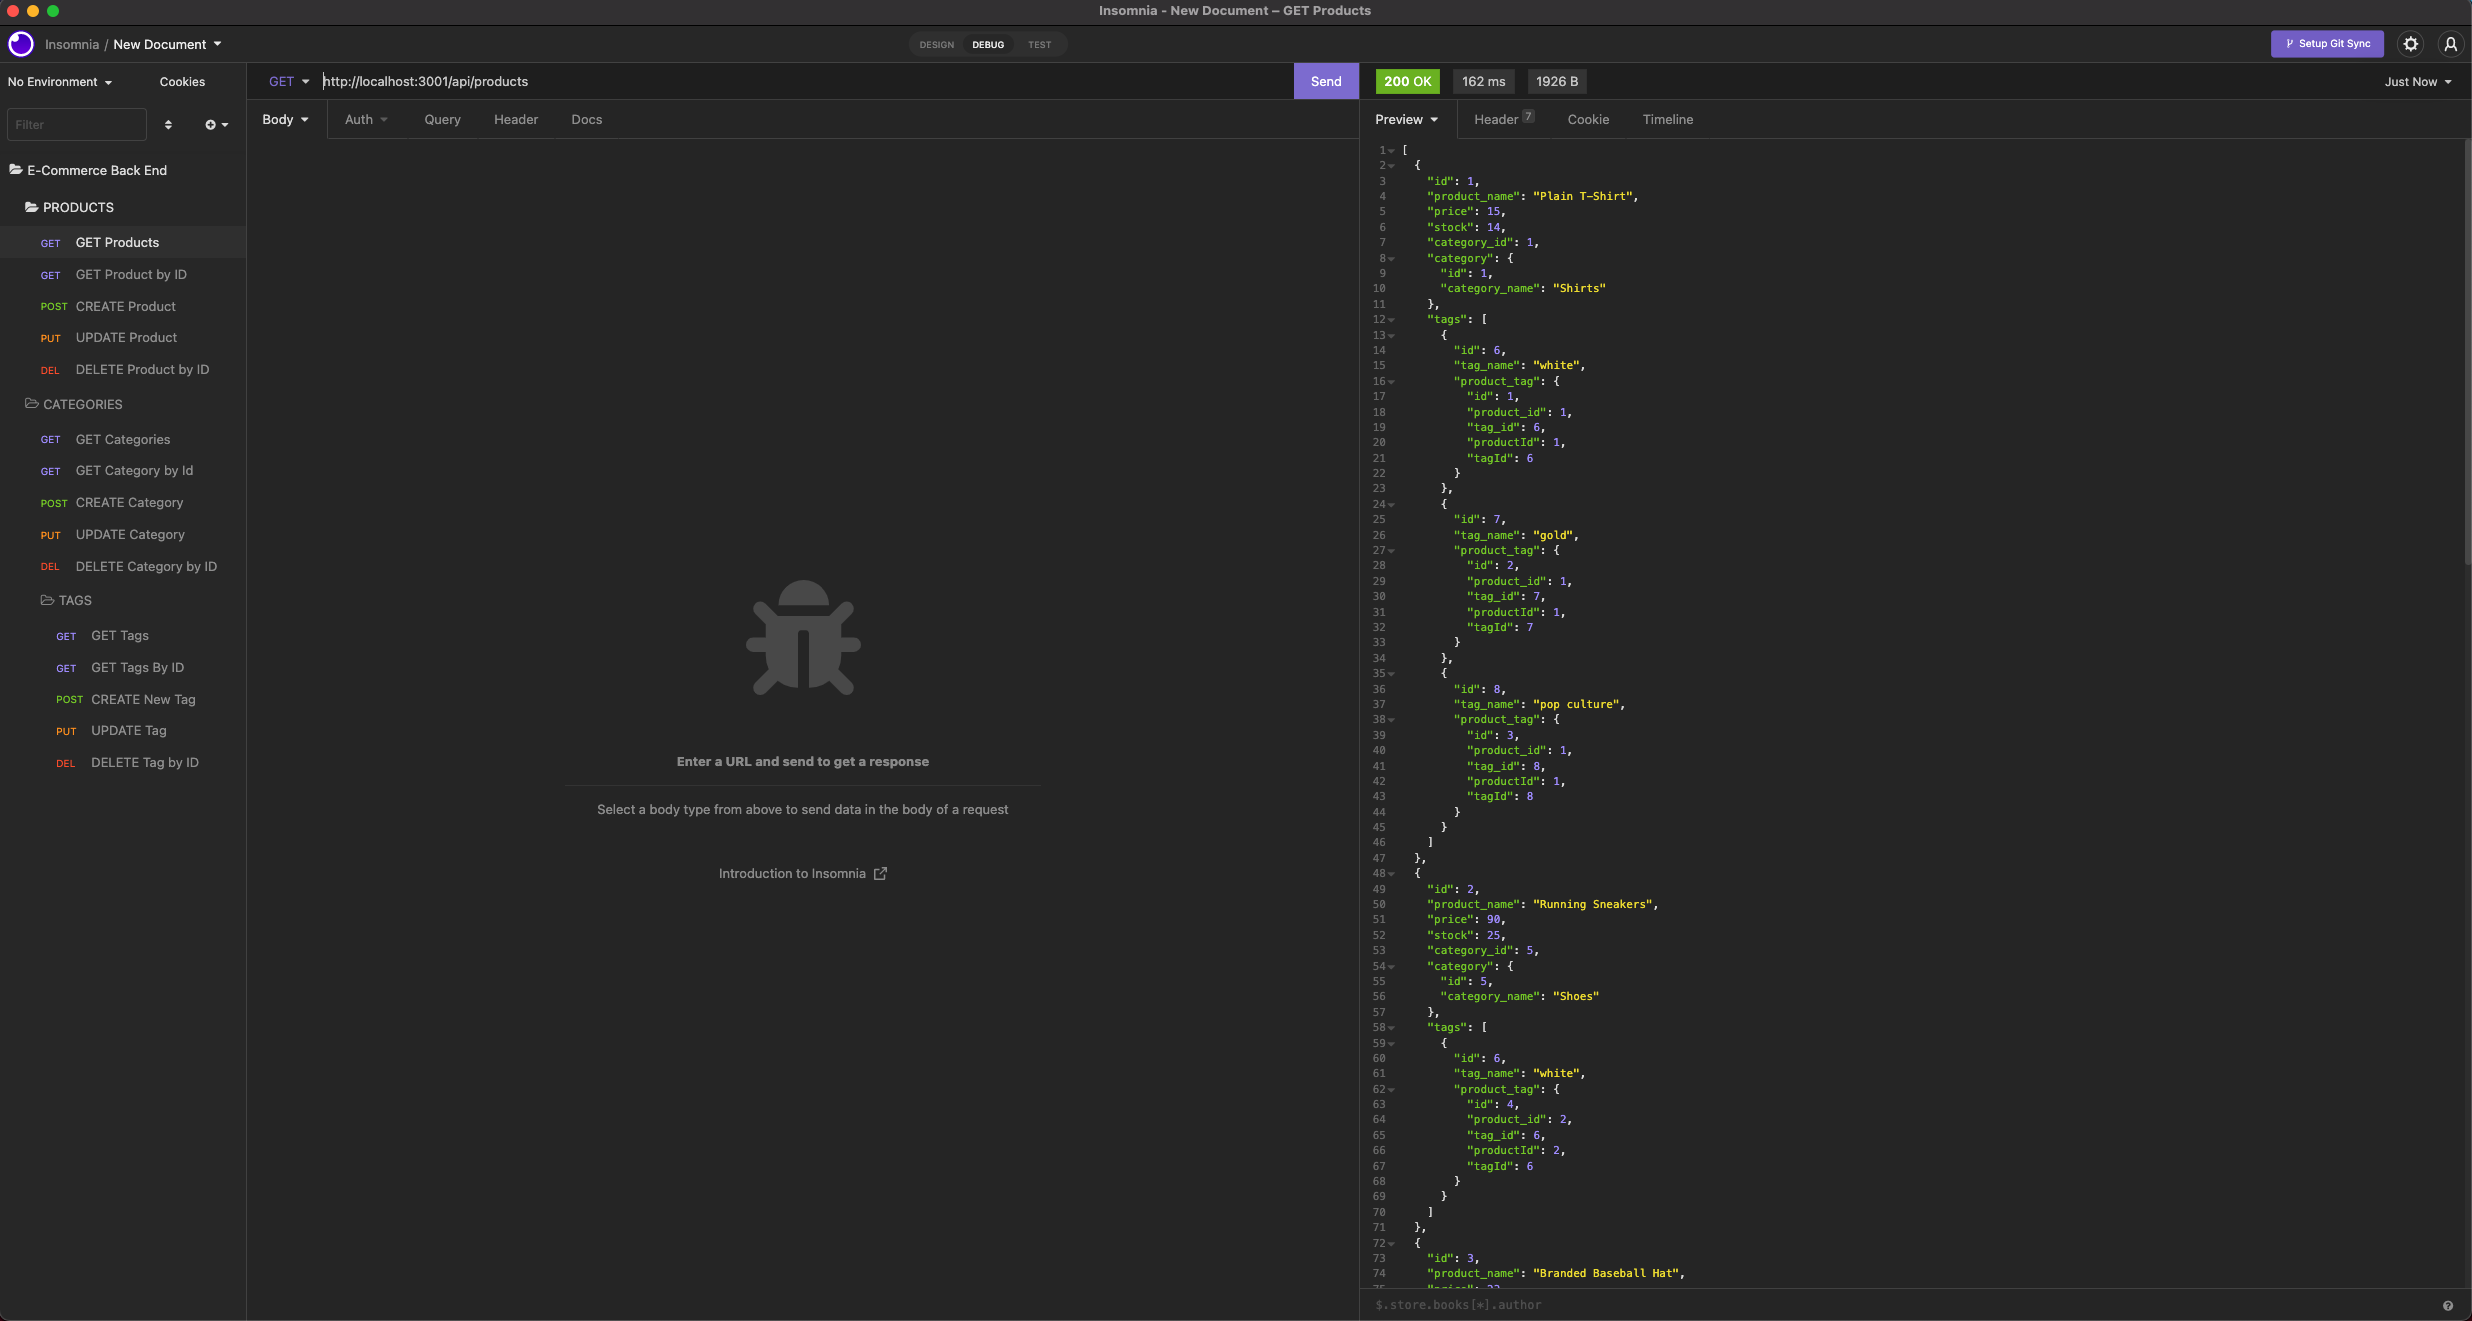 Insomnia - New Document – GET Products
Insomnia / New Document
DESIGN DEBUG TEST
Setup Git Sync
No Environment Cookies
Filter
E-Commerce Back End
PRODUCTS
GET GET Products
GET GET Product by ID
POST CREATE Product
PUT UPDATE Product
DEL DELETE Product by ID
CATEGORIES
GET GET Categories
GET GET Category by Id
POST CREATE Category
PUT UPDATE Category
DEL DELETE Category by ID
TAGS
GET GET Tags
GET GET Tags By ID
POST CREATE New Tag
PUT UPDATE Tag
DEL DELETE Tag by ID
GET http://localhost:3001/api/products Send
Body Auth Query Header Docs
Enter a URL and send to get a response
Select a body type from above to send data in the body of a request
Introduction to Insomnia
200 OK 162 ms 1926 B Just Now
Preview Header 7 Cookie Timeline
1 [
2 {
3 "id": 1,
4 "product_name": "Plain T-Shirt",
5 "price": 15,
6 "stock": 14,
7 "category_id": 1,
8 "category": {
9 "id": 1,
10 "category_name": "Shirts"
11 },
12 "tags": [
13 {
14 "id": 6,
15 "tag_name": "white",
16 "product_tag": {
17 "id": 1,
18 "product_id": 1,
19 "tag_id": 6,
20 "productId": 1,
21 "tagId": 6
22 }
23 },
24 {
25 "id": 7,
26 "tag_name": "gold",
27 "product_tag": {
28 "id": 2,
29 "product_id": 1,
30 "tag_id": 7,
31 "productId": 1,
32 "tagId": 7
33 }
34 },
35 {
36 "id": 8,
37 "tag_name": "pop culture",
38 "product_tag": {
39 "id": 3,
40 "product_id": 1,
41 "tag_id": 8,
42 "productId": 1,
43 "tagId": 8
44 }
45 }
46 ]
47 },
48 {
49 "id": 2,
50 "product_name": "Running Sneakers",
51 "price": 90,
52 "stock": 25,
53 "category_id": 5,
54 "category": {
55 "id": 5,
56 "category_name": "Shoes"
57 },
58 "tags": [
59 {
60 "id": 6,
61 "tag_name": "white",
62 "product_tag": {
63 "id": 4,
64 "product_id": 2,
65 "tag_id": 6,
66 "productId": 2,
67 "tagId": 6
68 }
69 }
70 ]
71 },
72 {
73 "id": 3,
74 "product_name": "Branded Baseball Hat",
$.store.books[*].author